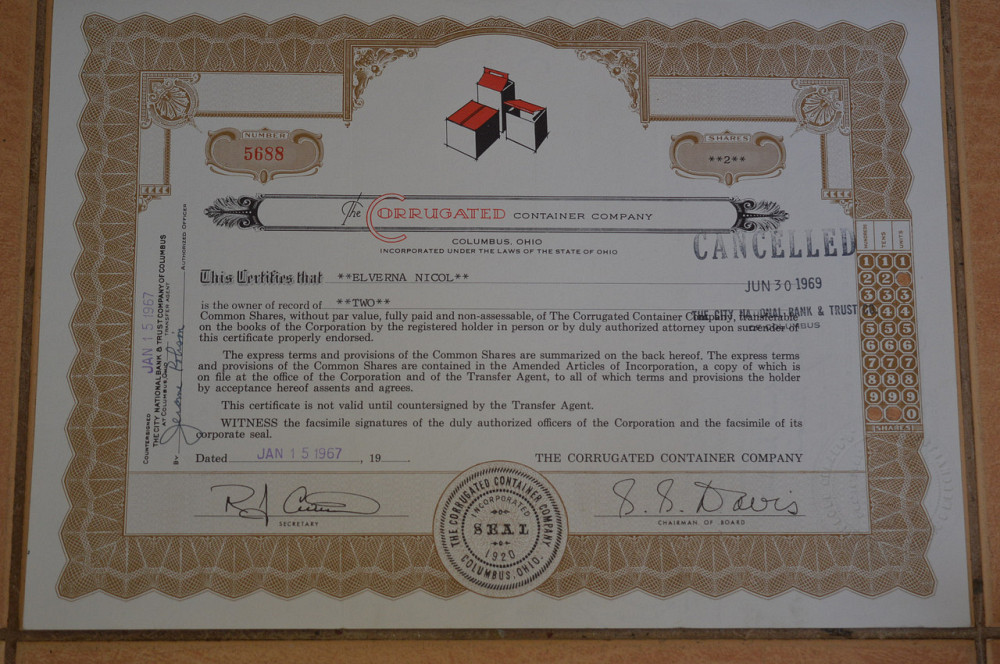 NUMBER
5688
SHARES
**2**
The CORRUGATED CONTAINER COMPANY
COLUMBUS, OHIO
INCORPORATED UNDER THE LAWS OF THE STATE OF OHIO
CANCELLED
JUN 30 1969
THE CITY NATIONAL BANK & TRUST
OF COLUMBUS
This Certifies that **ELVERNA NICOL**
is the owner of record of **TWO**
Common Shares, without par value, fully paid and non-assessable, of The Corrugated Container Company, transferable
on the books of the Corporation by the registered holder in person or by duly authorized attorney upon surrender of
this certificate properly endorsed.
The express terms and provisions of the Common Shares are summarized on the back hereof. The express terms
and provisions of the Common Shares are contained in the Amended Articles of Incorporation, a copy of which is
on file at the office of the Corporation and of the Transfer Agent, to all of which terms and provisions the holder
by acceptance hereof assents and agrees.
This certificate is not valid until countersigned by the Transfer Agent.
WITNESS the facsimile signatures of the duly authorized officers of the Corporation and the facsimile of its
corporate seal.
Dated JAN 15 1967, 19
THE CORRUGATED CONTAINER COMPANY
SECRETARY
S. S. Davis
CHAIRMAN OF BOARD
THE CORRUGATED CONTAINER COMPANY
INCORPORATED
SEAL
1920
COLUMBUS, OHIO.
COUNTERSIGNED
JAN 15 1967
THE CITY NATIONAL BANK & TRUST COMPANY OF COLUMBUS
AT COLUMBUS, OHIO TRANSFER AGENT
BY
AUTHORIZED OFFICER
TENS
UNITS
1 1 1
2 2
3 3 3
4 4 4
5 5 5
6 6 6
7 7 7
8 8 8
9 9 9
0
(SHARES)